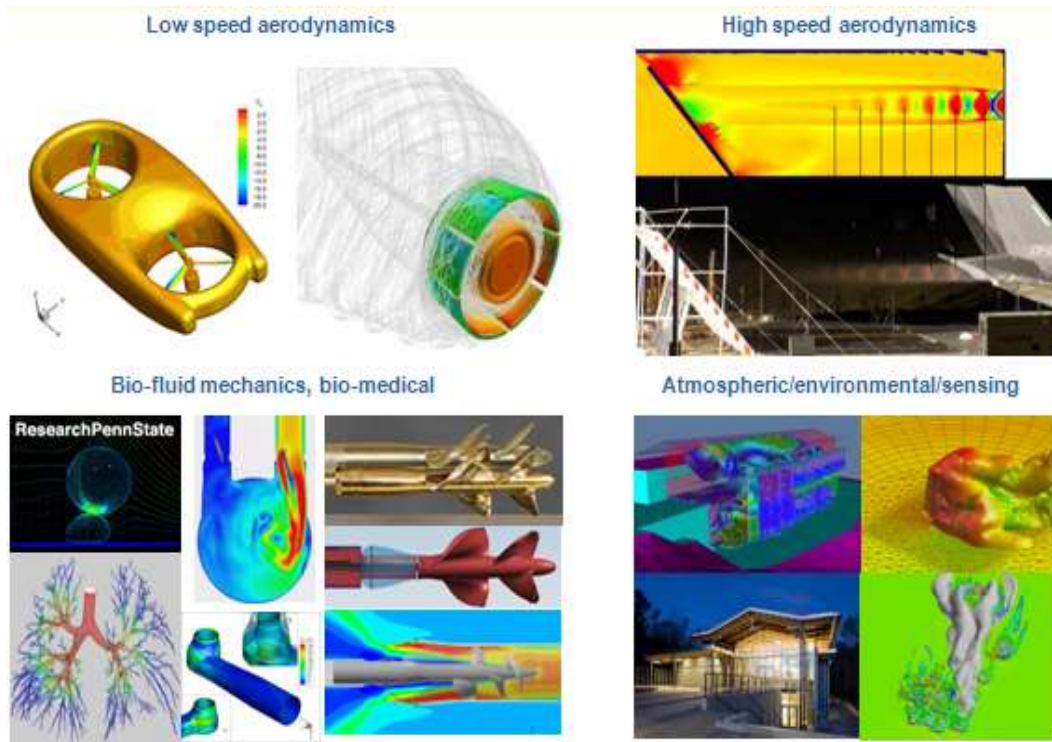 Low speed aerodynamics
High speed aerodynamics
Bio-fluid mechanics, bio-medical
Atmospheric/environmental/sensing
ResearchPennState